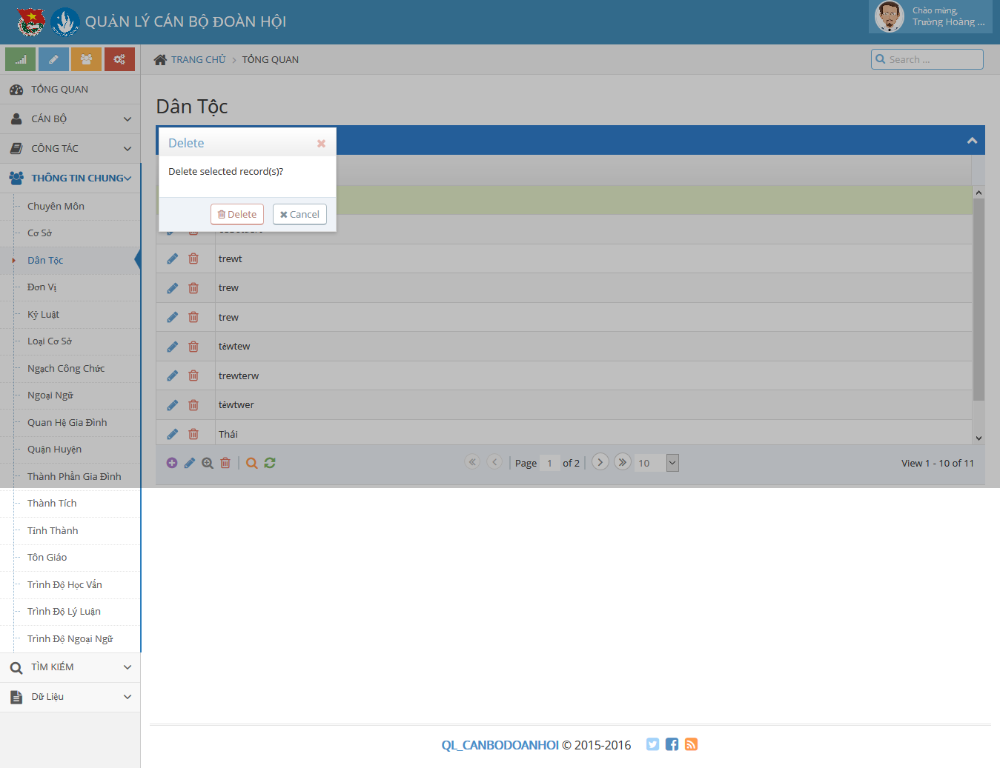 QUẢN LÝ CÁN BỘ ĐOÀN HỘI
Chào mừng,
Trường Hoàng ...
TRANG CHỦ
TỔNG QUAN
Search ...
TỔNG QUAN
CÁN BỘ
CÔNG TÁC
THÔNG TIN CHUNG
Chuyên Môn
Cơ Sở
Dân Tộc
Đơn Vị
Kỷ Luật
Loại Cơ Sở
Ngạch Công Chức
Ngoại Ngữ
Quan Hệ Gia Đình
Quận Huyện
Thành Phần Gia Đình
Thành Tích
Tỉnh Thành
Tôn Giáo
Trình Độ Học Vấn
Trình Độ Lý Luận
Trình Độ Ngoại Ngữ
TÌM KIẾM
Dữ Liệu
Dân Tộc
Delete
Delete selected record(s)?
Delete
Cancel
trewt
trew
trew
tẻwtew
trewterw
tẻwtwer
Thái
Page 1 of 2
10
View 1 - 10 of 11
QL_CANBODOANHOI © 2015-2016